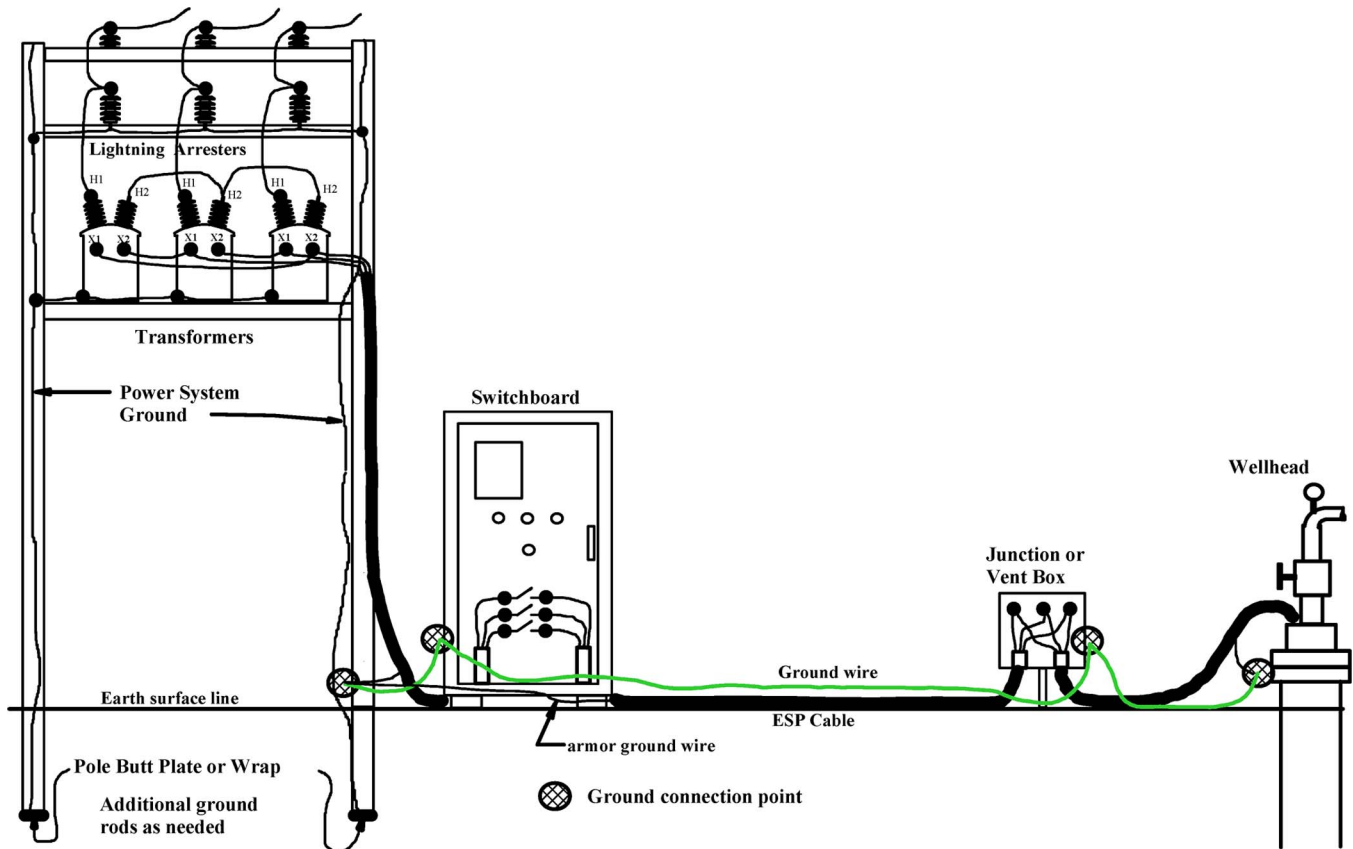 Lightning Arresters
H1
H2
H1
H2
H1
H2
X1
X2
X1
X2
X1
X2
Transformers
Power System
Ground
Switchboard
Wellhead
Junction or
Vent Box
Ground wire
Earth surface line
ESP Cable
armor ground wire
Pole Butt Plate or Wrap
Additional ground
rods as needed
Ground connection point